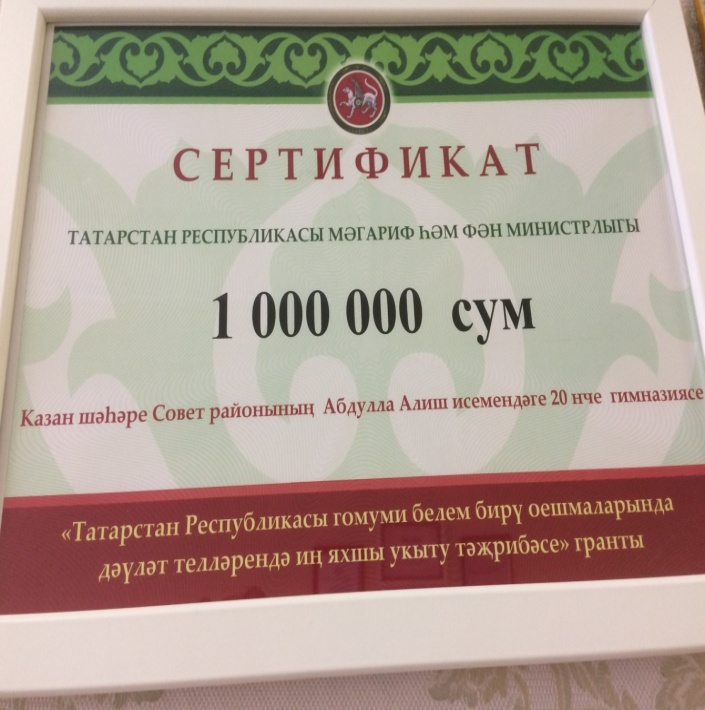 СЕРТИФИКАТ
ТАТАРСТАН РЕСПУБЛИКАСЫ МӘГАРИФ ҺӘМ ФӘН МИНИСТРЛЫГЫ
1 000 000 сум
Казан шәһәре Совет районының Абдулла Алиш исемендәге 20 нче гимназиясе
«Татарстан Республикасы гомуми белем бирү оешмаларында
дәүләт телләрендә иң яхшы укыту тәҗрибәсе» гранты